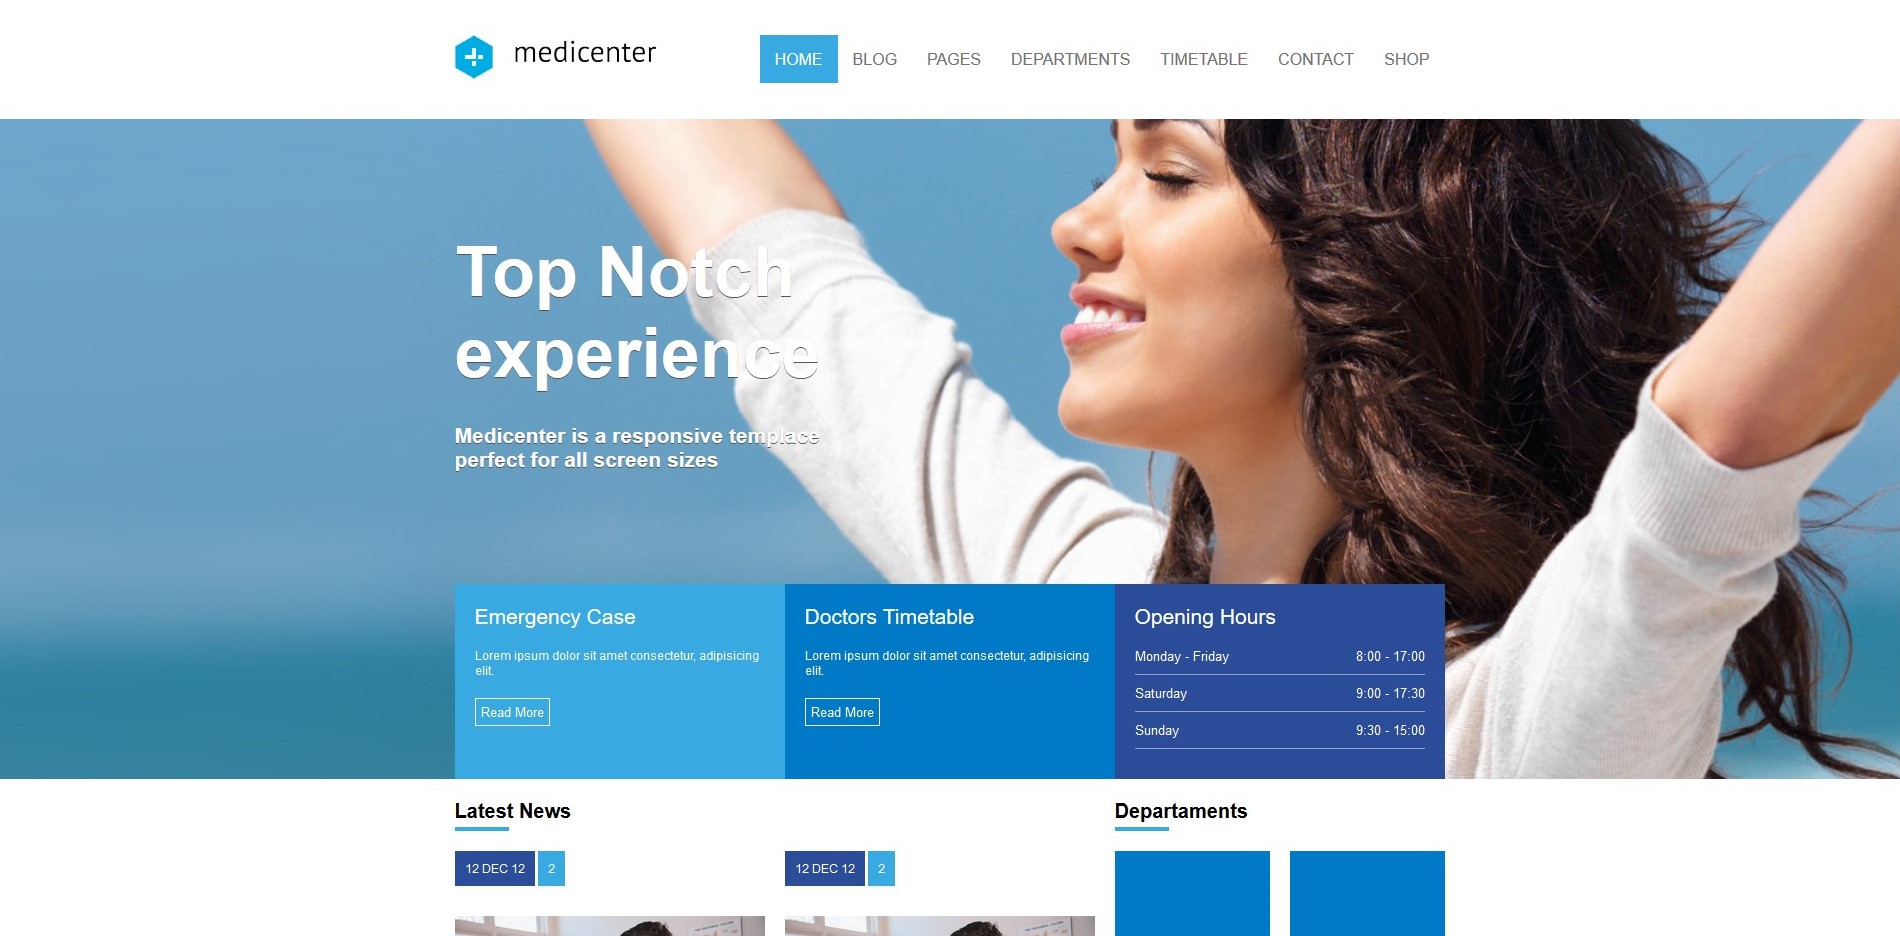 medicenter
HOME BLOG PAGES DEPARTMENTS TIMETABLE CONTACT SHOP
Top Notch
experience
Medicenter is a responsive template
perfect for all screen sizes
Emergency Case
Lorem ipsum dolor sit amet consectetur, adipisicing
elit.
Read More
Doctors Timetable
Lorem ipsum dolor sit amet consectetur, adipisicing
elit.
Read More
Opening Hours
Monday - Friday 8:00 - 17:00
Saturday 9:00 - 17:30
Sunday 9:30 - 15:00
Latest News
12 DEC 12 2
12 DEC 12 2
Departaments